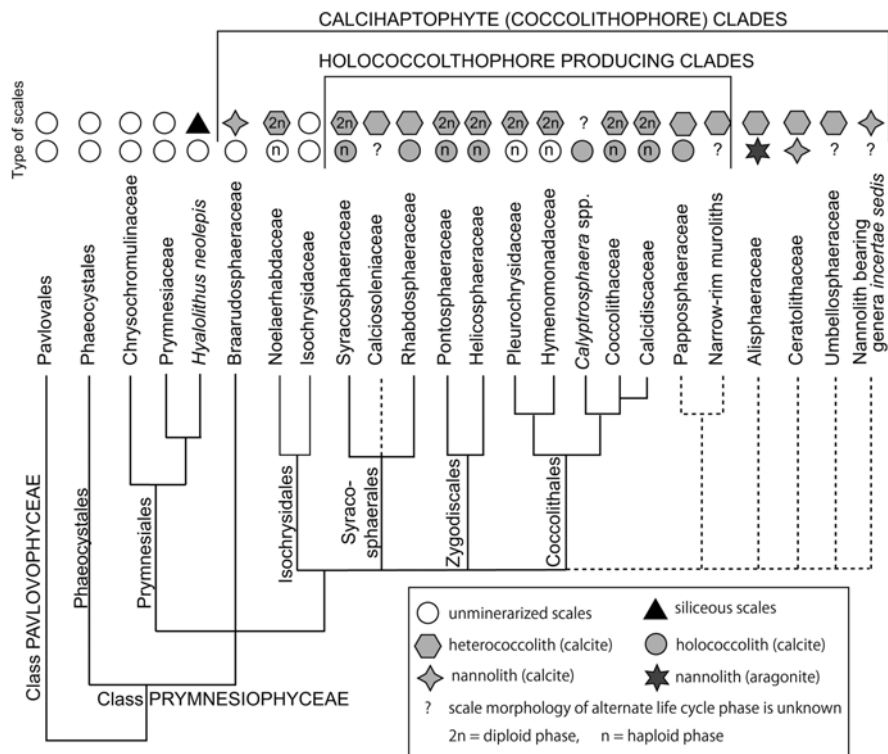 CALCIHAPTOPHYTE (COCCOLITHOPHORE) CLADES
HOLOCOCCOLTHOPHORE PRODUCING CLADES
Type of scales
2n 2n 2n 2n 2n 2n ? 2n 2n
n n ? n n n n n n ? ? ?
Pavlovales
Phaeocystales
Chrysochromulinaceae
Prymnesiaceae
Hyalolithus neolepis
Braarudosphaeraceae
Noelaerhabdaceae
Isochrysidaceae
Syracosphaeraceae
Calciosoleniaceae
Rhabdosphaeraceae
Pontosphaeraceae
Helicosphaeraceae
Pleurochrysidaceae
Hymenomonadaceae
Calyptrosphaera spp.
Coccolithaceae
Calcidiscaceae
Papposphaeraceae
Narrow-rim muroliths
Alisphaeraceae
Ceratolithaceae
Umbellosphaeraceae
Nannolith bearing
genera incertae sedis
Class PAVLOVOPHYCEAE
Phaeocystales
Prymnesiales
Isochrysidales
Syraco-
sphaerales
Zygodiscales
Coccolithales
Class PRYMNESIOPHYCEAE
unminerarized scales
siliceous scales
heterococcolith (calcite)
holococcolith (calcite)
nannolith (calcite)
nannolith (aragonite)
? scale morphology of alternate life cycle phase is unknown
2n = diploid phase, n = haploid phase